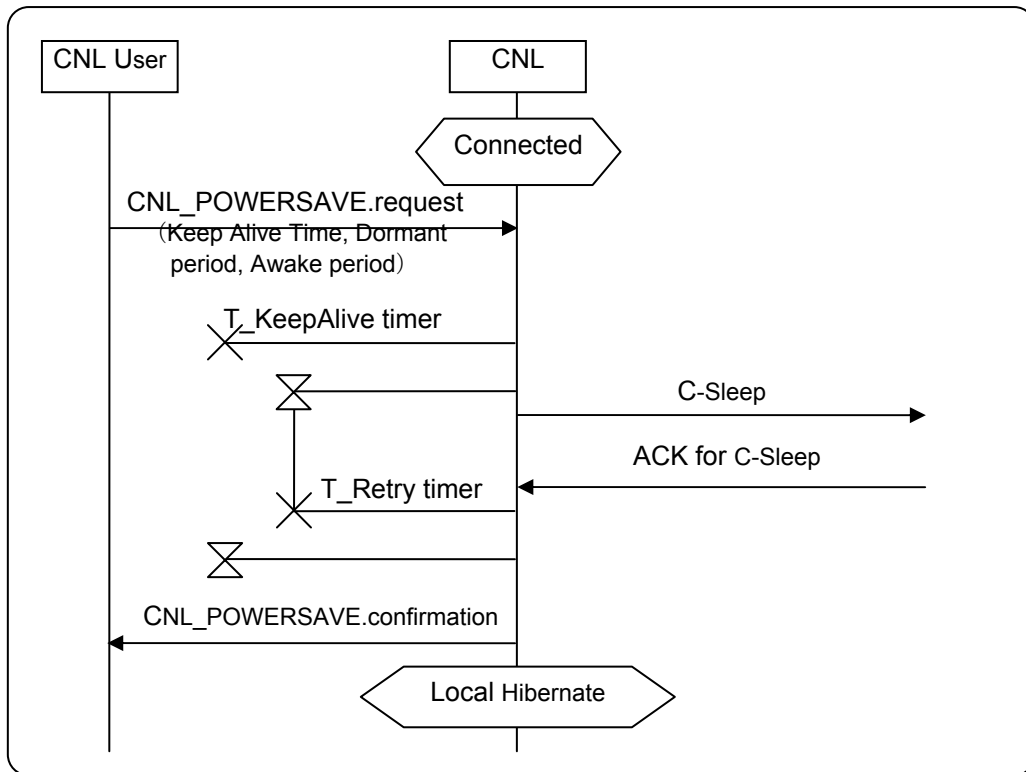 CNL User
CNL
Connected
CNL_POWERSAVE.request
（Keep Alive Time, Dormant
period, Awake period）
T_KeepAlive timer
C-Sleep
ACK for C-Sleep
T_Retry timer
CNL_POWERSAVE.confirmation
Local Hibernate